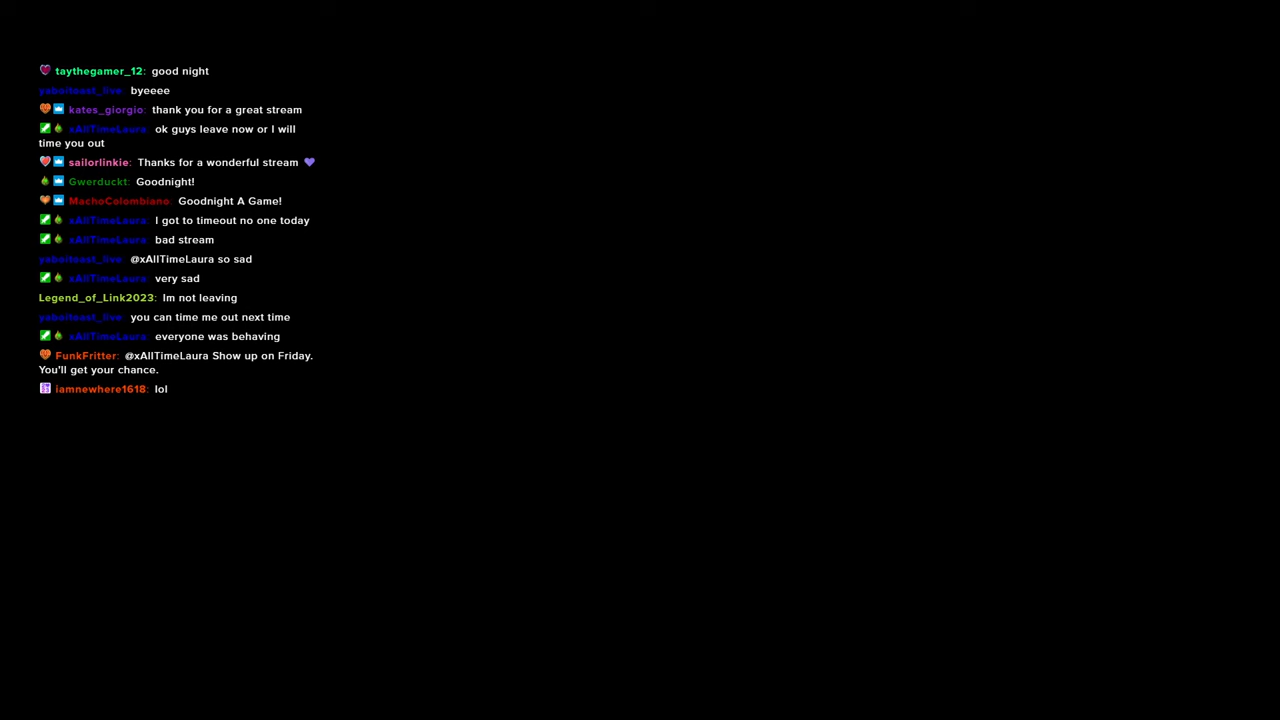 taythegamer_12: good night
yaboitoast_live: byeeee
kates_giorgio: thank you for a great stream
xAllTimeLaura: ok guys leave now or I will
time you out
sailorlinkie: Thanks for a wonderful stream 💜
Gwerduckt: Goodnight!
MachoColombiano: Goodnight A Game!
xAllTimeLaura: I got to timeout no one today
xAllTimeLaura: bad stream
yaboitoast_live: @xAllTimeLaura so sad
xAllTimeLaura: very sad
Legend_of_Link2023: Im not leaving
yaboitoast_live: you can time me out next time
xAllTimeLaura: everyone was behaving
FunkFritter: @xAllTimeLaura Show up on Friday.
You'll get your chance.
iamnewhere1618: lol